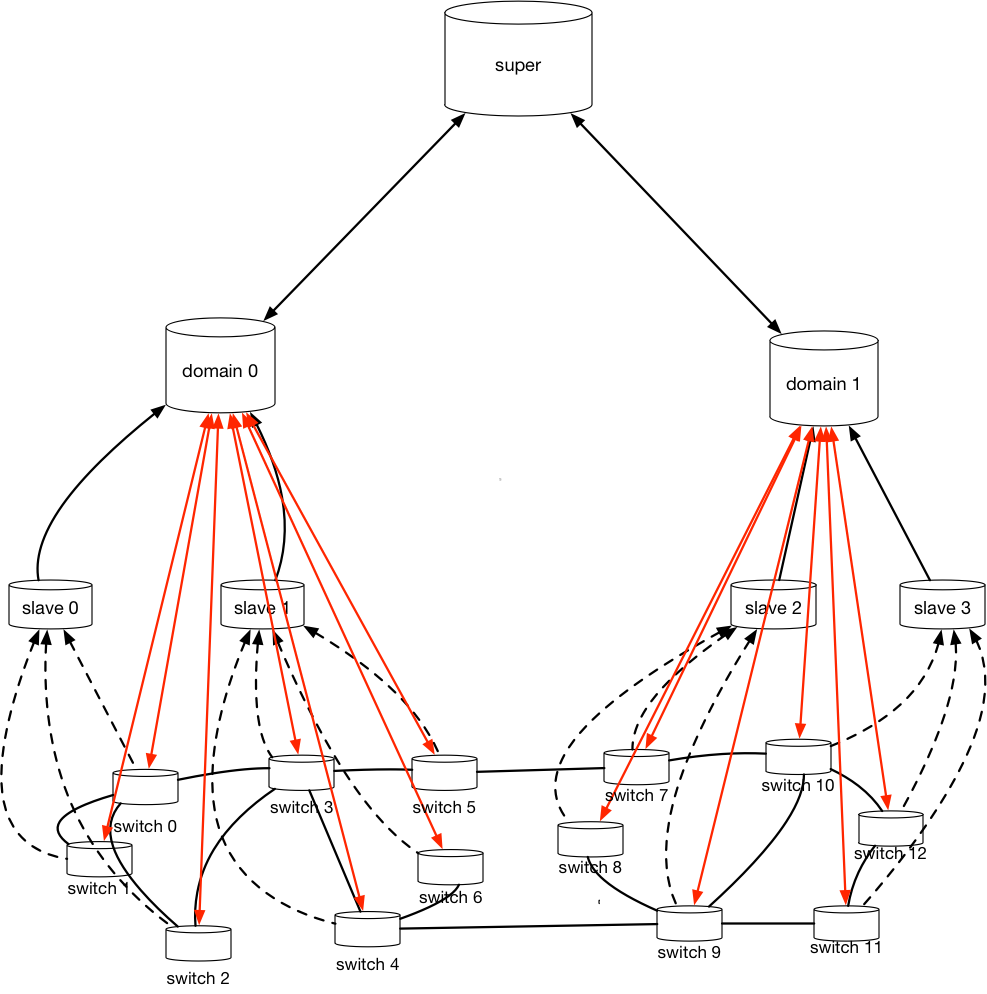 super
domain 0
domain 1
slave 0
slave 1
slave 2
slave 3
switch 0
switch 3
switch 5
switch 7
switch 10
switch 1
switch 6
switch 8
switch 12
switch 2
switch 4
switch 9
switch 11